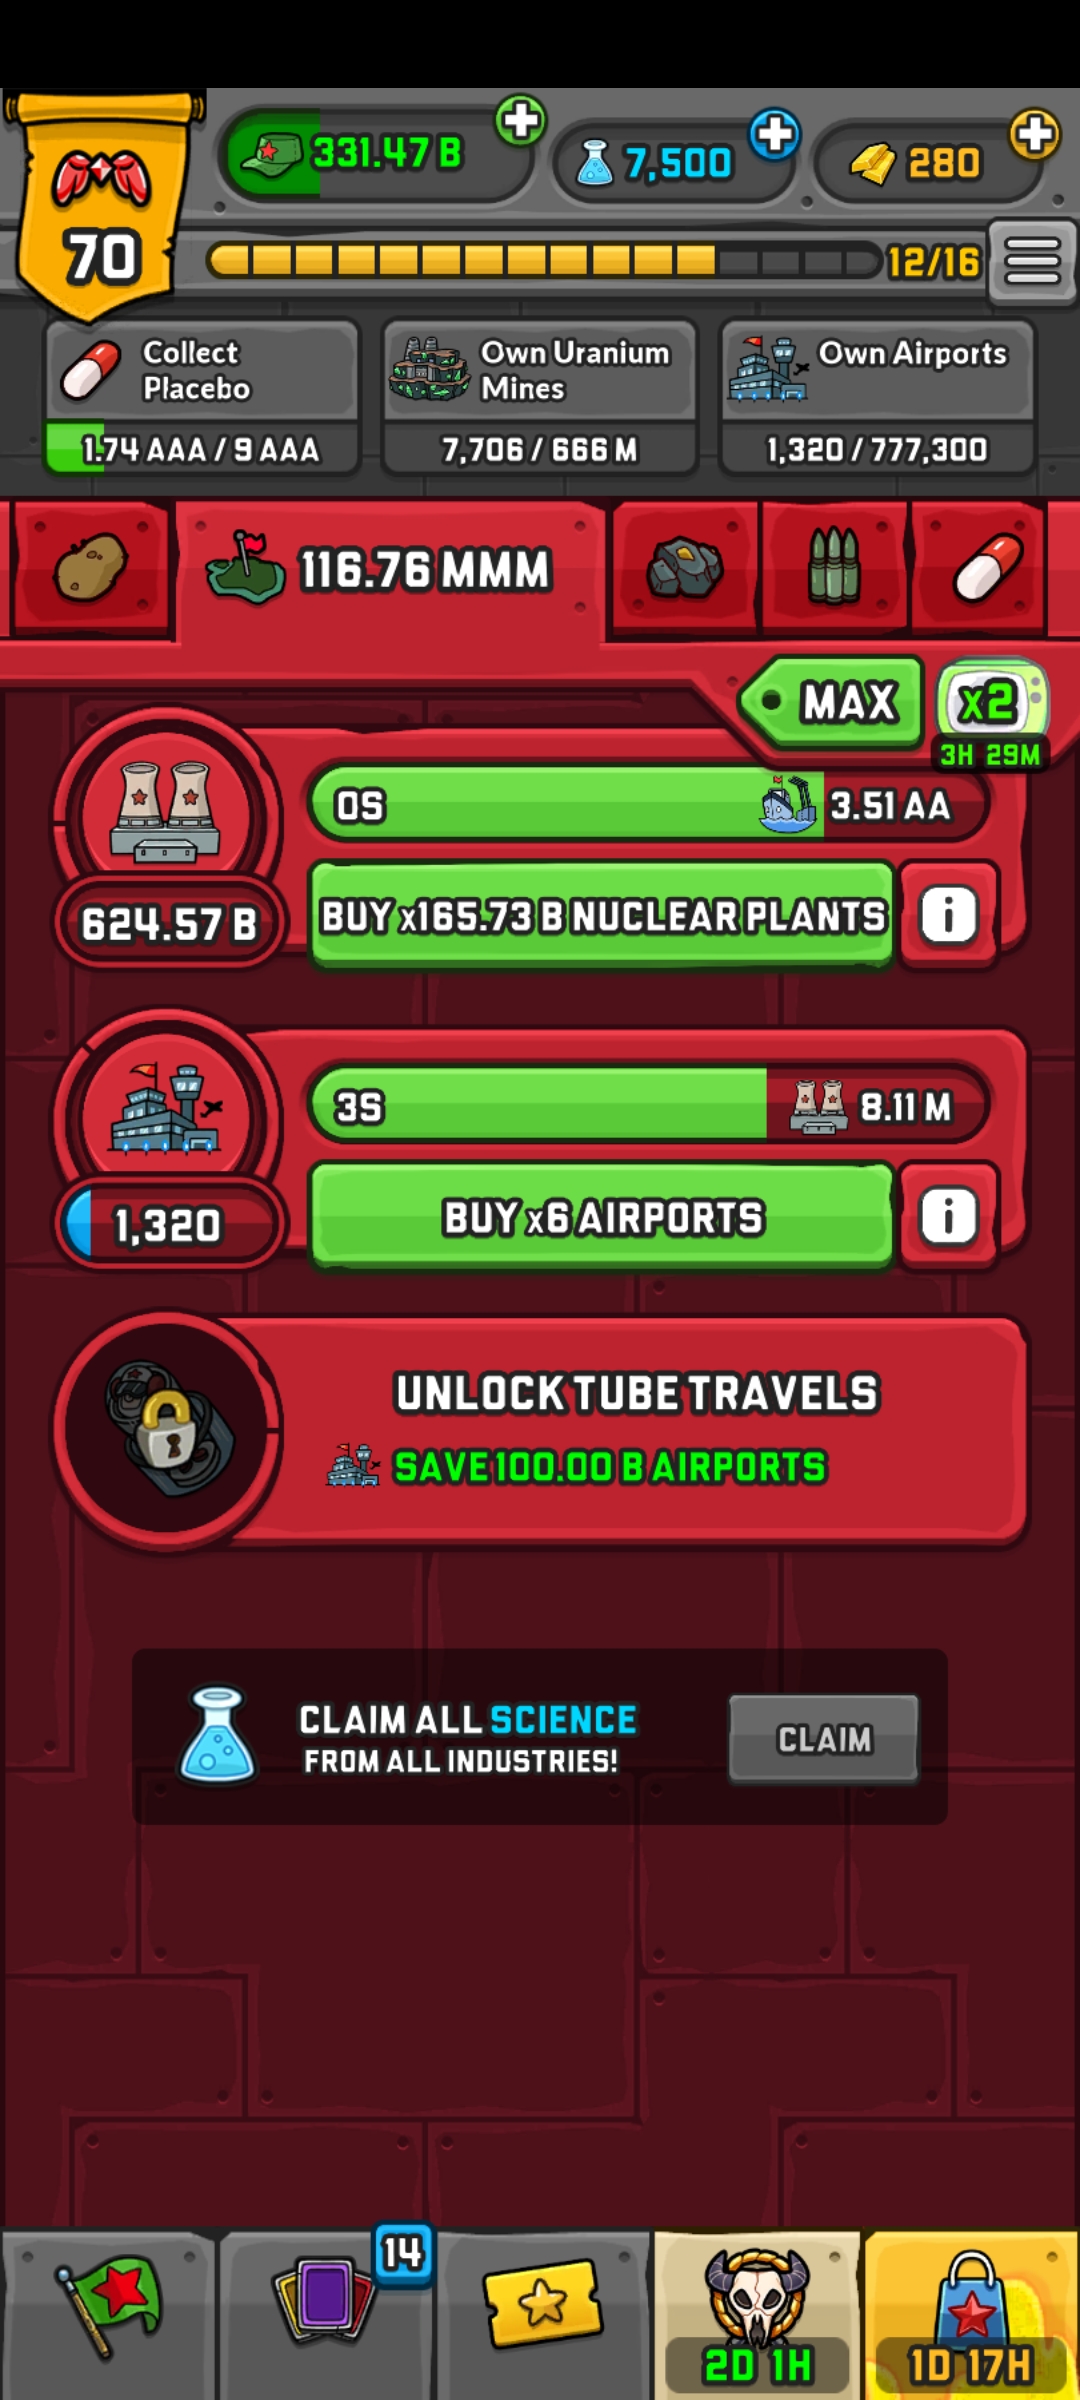 331.47 B
7,500
280
70
12/16
Collect
Placebo
1.74 AAA / 9 AAA
Own Uranium
Mines
7,706 / 666 M
Own Airports
1,320 / 777,300
116.76 MMM
MAX
x2
3H 29M
0S
3.51 AA
624.57 B
BUY x165.73 B NUCLEAR PLANTS
i
3S
8.11 M
1,320
BUY x6 AIRPORTS
i
UNLOCK TUBE TRAVELS
SAVE 100.00 B AIRPORTS
CLAIM ALL SCIENCE
FROM ALL INDUSTRIES!
CLAIM
14
2D 1H
1D 17H